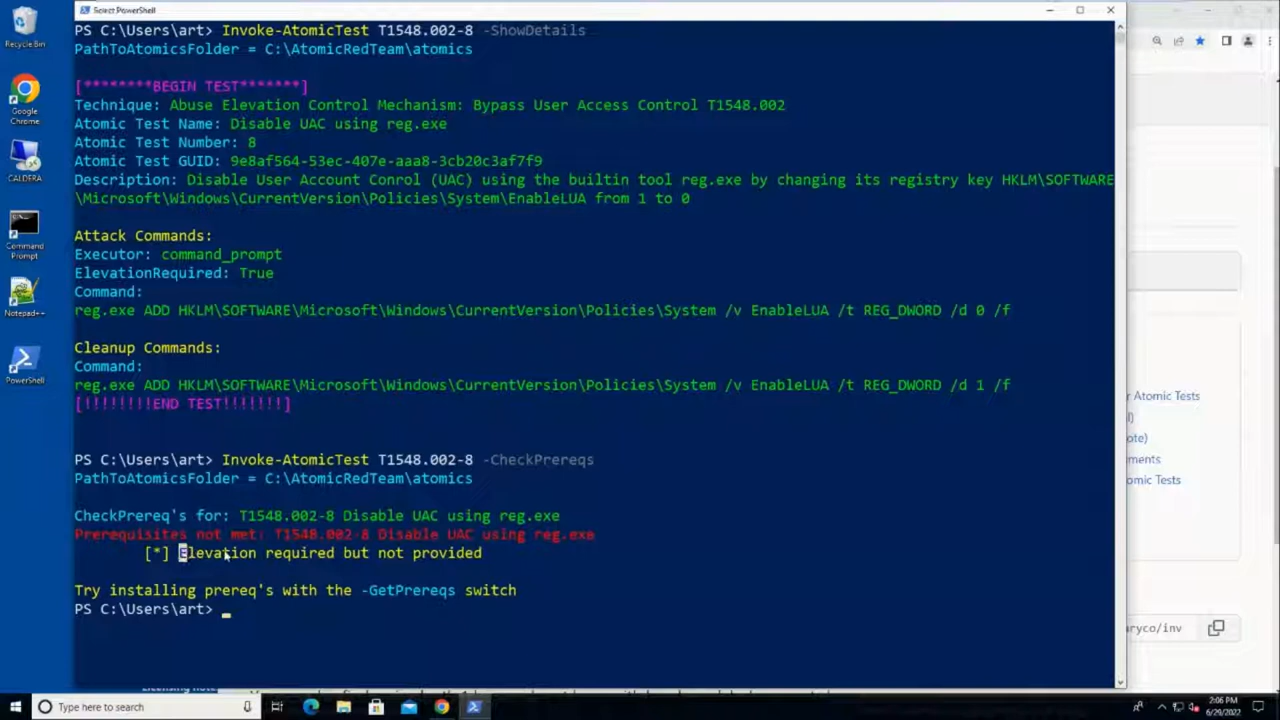 Select PowerShell
Recycle Bin
Google
Chrome
CALDERA
Command
Prompt
Notepad++
PowerShell
PS C:\Users\art> Invoke-AtomicTest T1548.002-8 -ShowDetails
PathToAtomicsFolder = C:\AtomicRedTeam\atomics
[********BEGIN TEST*******]
Technique: Abuse Elevation Control Mechanism: Bypass User Access Control T1548.002
Atomic Test Name: Disable UAC using reg.exe
Atomic Test Number: 8
Atomic Test GUID: 9e8af564-53ec-407e-aaa8-3cb20c3af7f9
Description: Disable User Account Conrol (UAC) using the builtin tool reg.exe by changing its registry key HKLM\SOFTWARE
\Microsoft\Windows\CurrentVersion\Policies\System\EnableLUA from 1 to 0
Attack Commands:
Executor: command_prompt
ElevationRequired: True
Command:
reg.exe ADD HKLM\SOFTWARE\Microsoft\Windows\CurrentVersion\Policies\System /v EnableLUA /t REG_DWORD /d 0 /f
Cleanup Commands:
Command:
reg.exe ADD HKLM\SOFTWARE\Microsoft\Windows\CurrentVersion\Policies\System /v EnableLUA /t REG_DWORD /d 1 /f
[!!!!!!!!END TEST!!!!!!!]
PS C:\Users\art> Invoke-AtomicTest T1548.002-8 -CheckPrereqs
PathToAtomicsFolder = C:\AtomicRedTeam\atomics
CheckPrereq's for: T1548.002-8 Disable UAC using reg.exe
Prerequisites not met: T1548.002-8 Disable UAC using reg.exe
[*] Elevation required but not provided
Try installing prereq's with the -GetPrereqs switch
PS C:\Users\art>
Atomic Tests
ments
omic Tests
aryco/inv
Type here to search
2:06 PM
6/29/2022